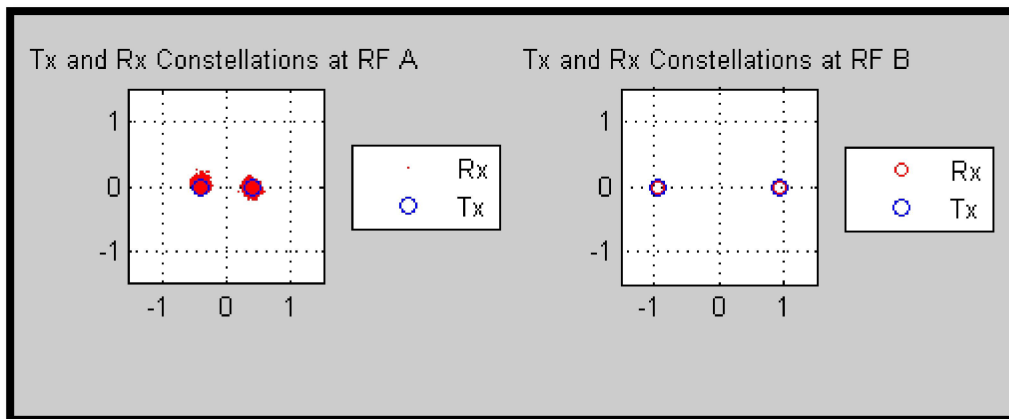 Tx and Rx Constellations at RF A
1
0
-1
-1 0 1
Rx
Tx
Tx and Rx Constellations at RF B
1
0
-1
-1 0 1
Rx
Tx